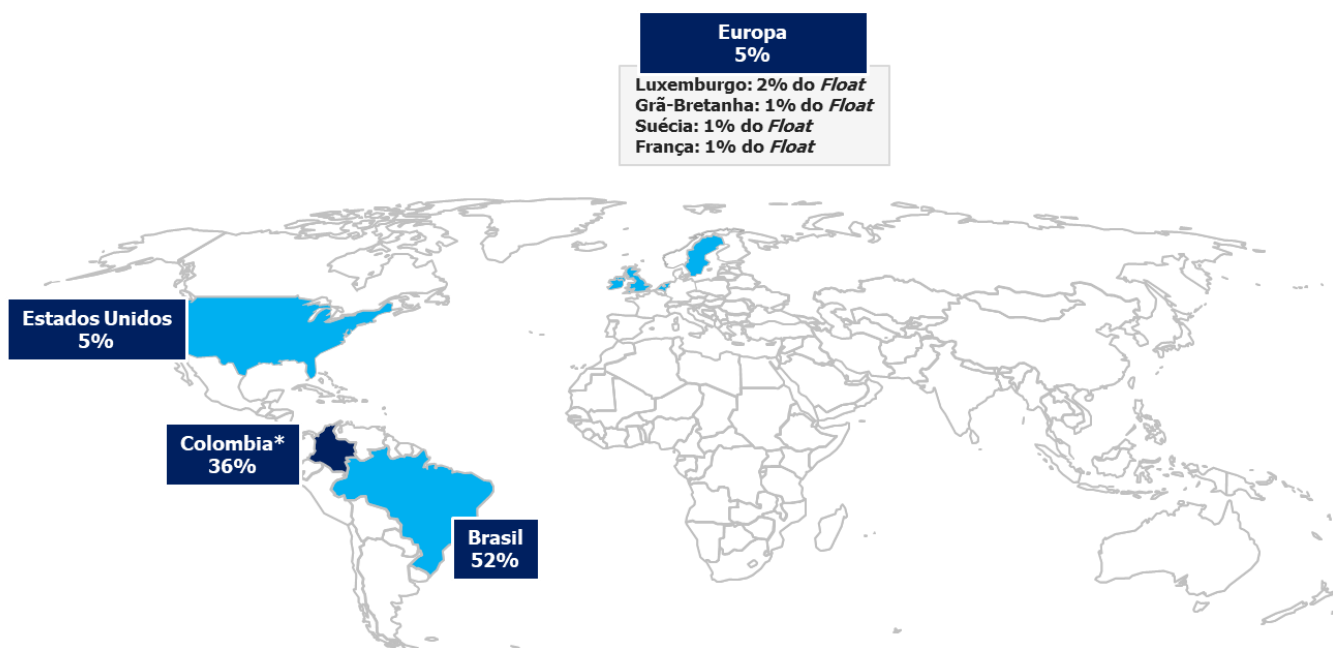 Europa
5%
Luxemburgo: 2% do Float
Grã-Bretanha: 1% do Float
Suécia: 1% do Float
França: 1% do Float
Estados Unidos
5%
Colombia*
36%
Brasil
52%